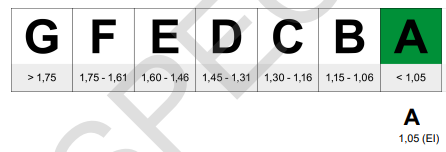 G F E D C B A
> 1,75 1,75 - 1,61 1,60 - 1,46 1,45 - 1,31 1,30 - 1,16 1,15 - 1,06 < 1,05
A
1,05 (EI)
SPEC